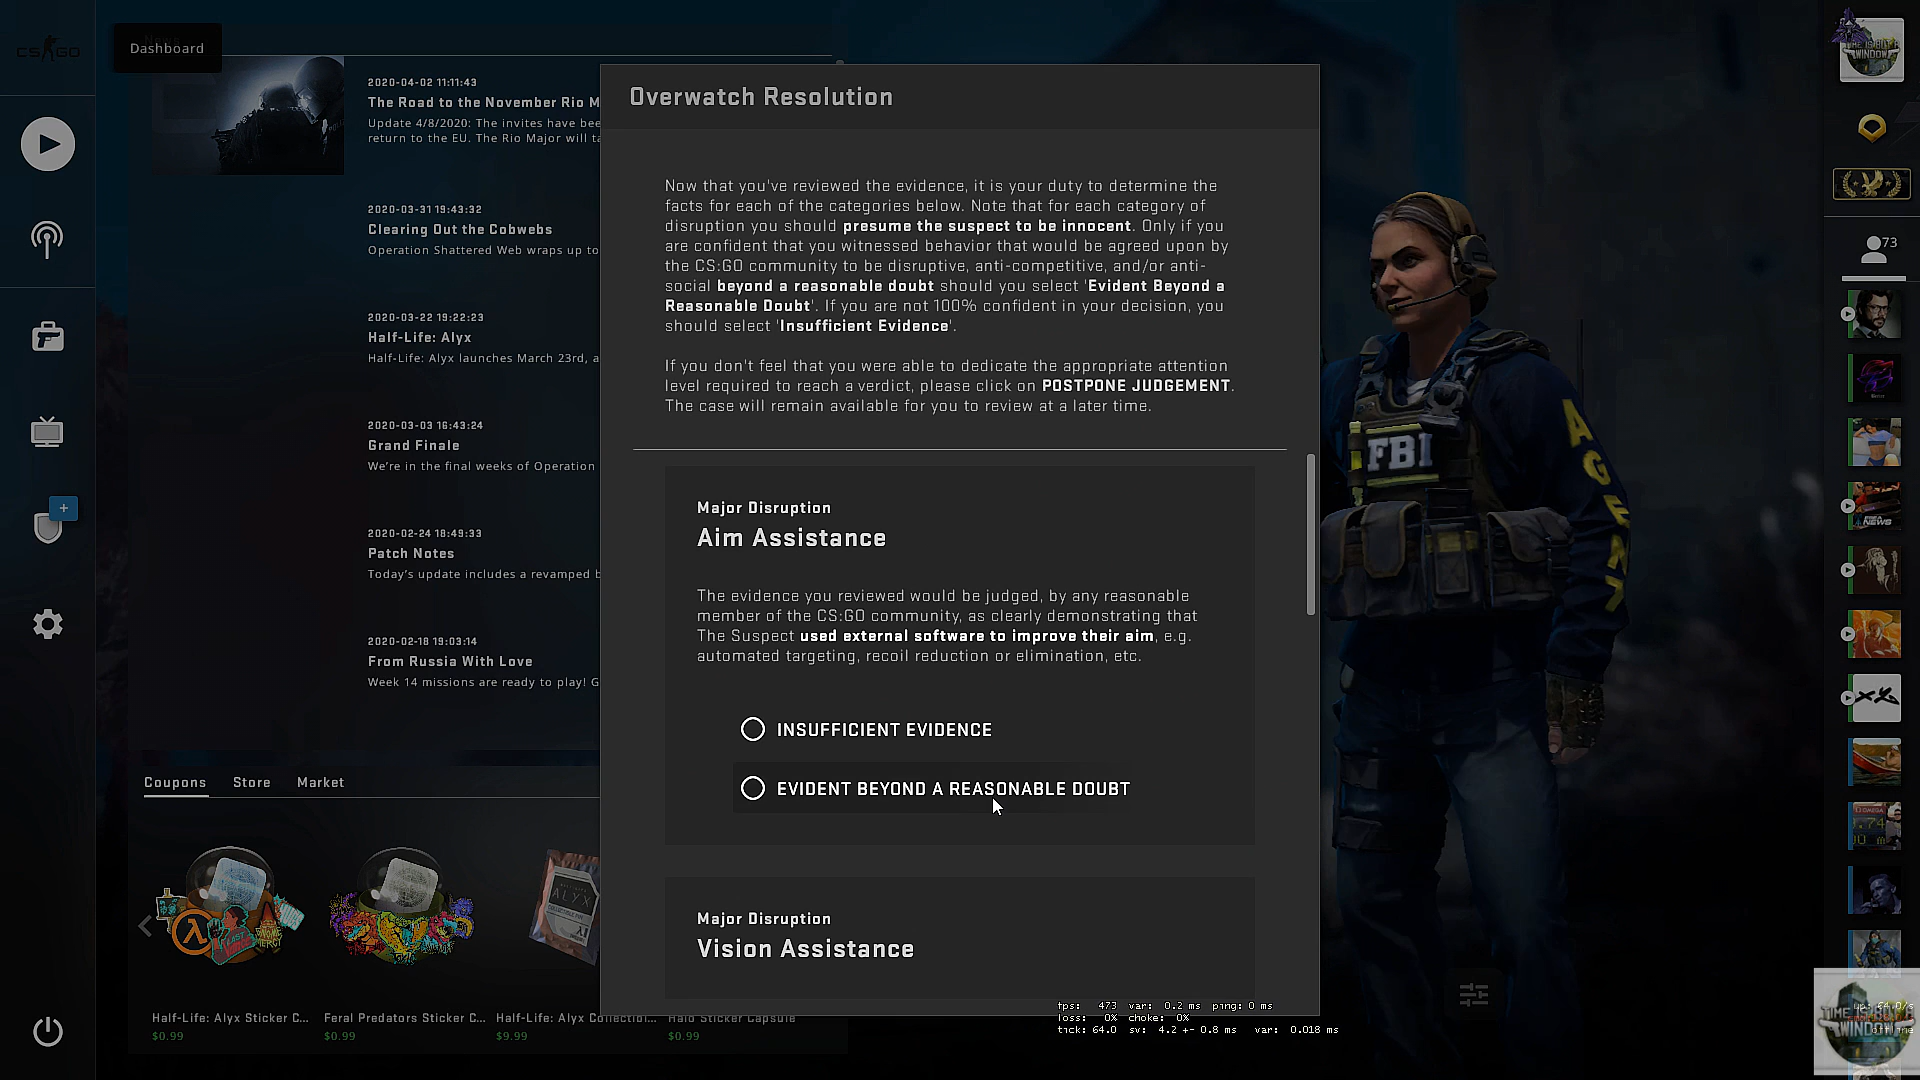 CS GO
Dashboard
2020-04-02 11:11:43
The Road to the November Rio M
Update 4/8/2020: The invites have bee
return to the EU. The Rio Major will ta
2020-03-31 19:43:32
Clearing Out the Cobwebs
Operation Shattered Web wraps up to
2020-03-22 19:22:23
Half-Life: Alyx
Half-Life: Alyx launches March 23rd, a
2020-03-03 16:43:24
Grand Finale
We're in the final weeks of Operation
2020-02-24 18:49:33
Patch Notes
Today's update includes a revamped b
2020-02-18 19:03:14
From Russia With Love
Week 14 missions are ready to play! G
Coupons Store Market
Half-Life: Alyx Sticker C... Feral Predators Sticker C... Half-Life: Alyx Collectibl... Halo Sticker Capsule
$0.99 $0.99 $9.99 $0.99
Overwatch Resolution
Now that you've reviewed the evidence, it is your duty to determine the
facts for each of the categories below. Note that for each category of
disruption you should presume the suspect to be innocent. Only if you
are confident that you witnessed behavior that would be agreed upon by
the CS:GO community to be disruptive, anti-competitive, and/or anti-
social beyond a reasonable doubt should you select 'Evident Beyond a
Reasonable Doubt'. If you are not 100% confident in your decision, you
should select 'Insufficient Evidence'.
If you don't feel that you were able to dedicate the appropriate attention
level required to reach a verdict, please click on POSTPONE JUDGEMENT.
The case will remain available for you to review at a later time.
Major Disruption
Aim Assistance
The evidence you reviewed would be judged, by any reasonable
member of the CS:GO community, as clearly demonstrating that
The Suspect used external software to improve their aim, e.g.
automated targeting, recoil reduction or elimination, etc.
INSUFFICIENT EVIDENCE
EVIDENT BEYOND A REASONABLE DOUBT
Major Disruption
Vision Assistance
fps: 473 var: 0.2 ms ping: 0 ms
loss: 0% choke: 0%
tick: 64.0 sv: 4.2 +- 0.8 ms var: 0.018 ms
FBI
AGENT
73
WINDOW